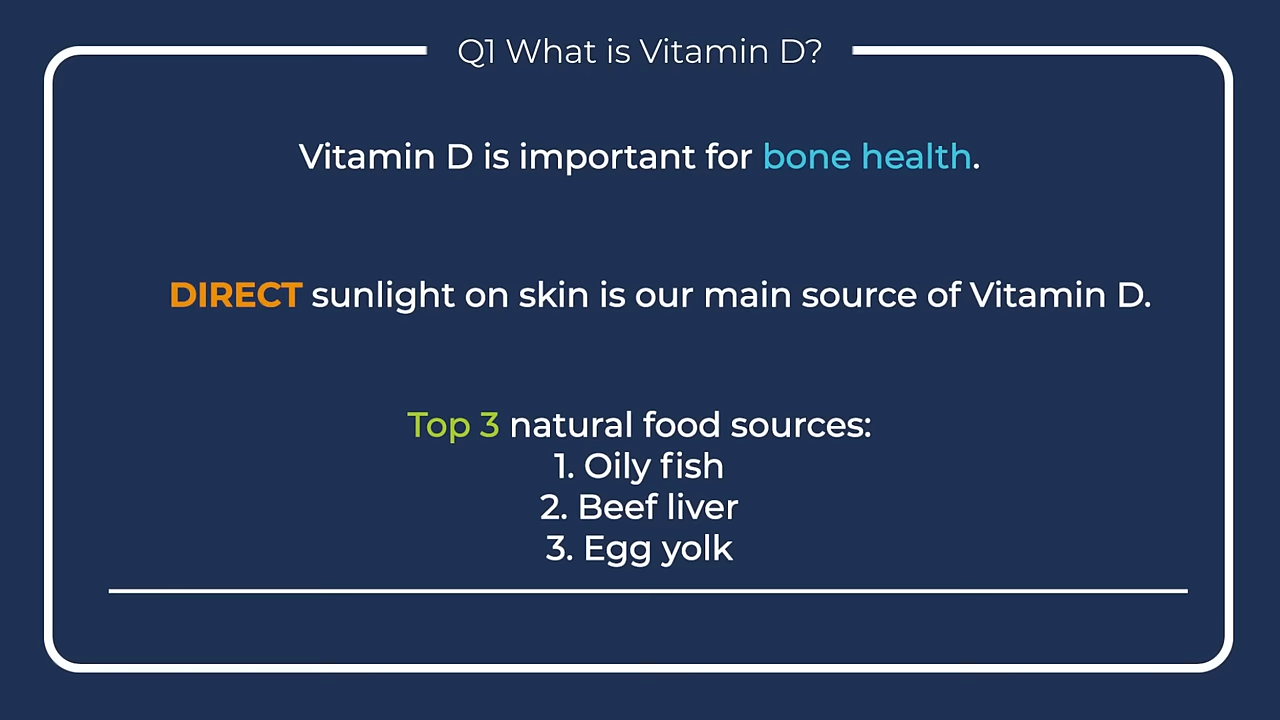 Q1 What is Vitamin D?
Vitamin D is important for bone health.
DIRECT sunlight on skin is our main source of Vitamin D.
Top 3 natural food sources:
1. Oily fish
2. Beef liver
3. Egg yolk